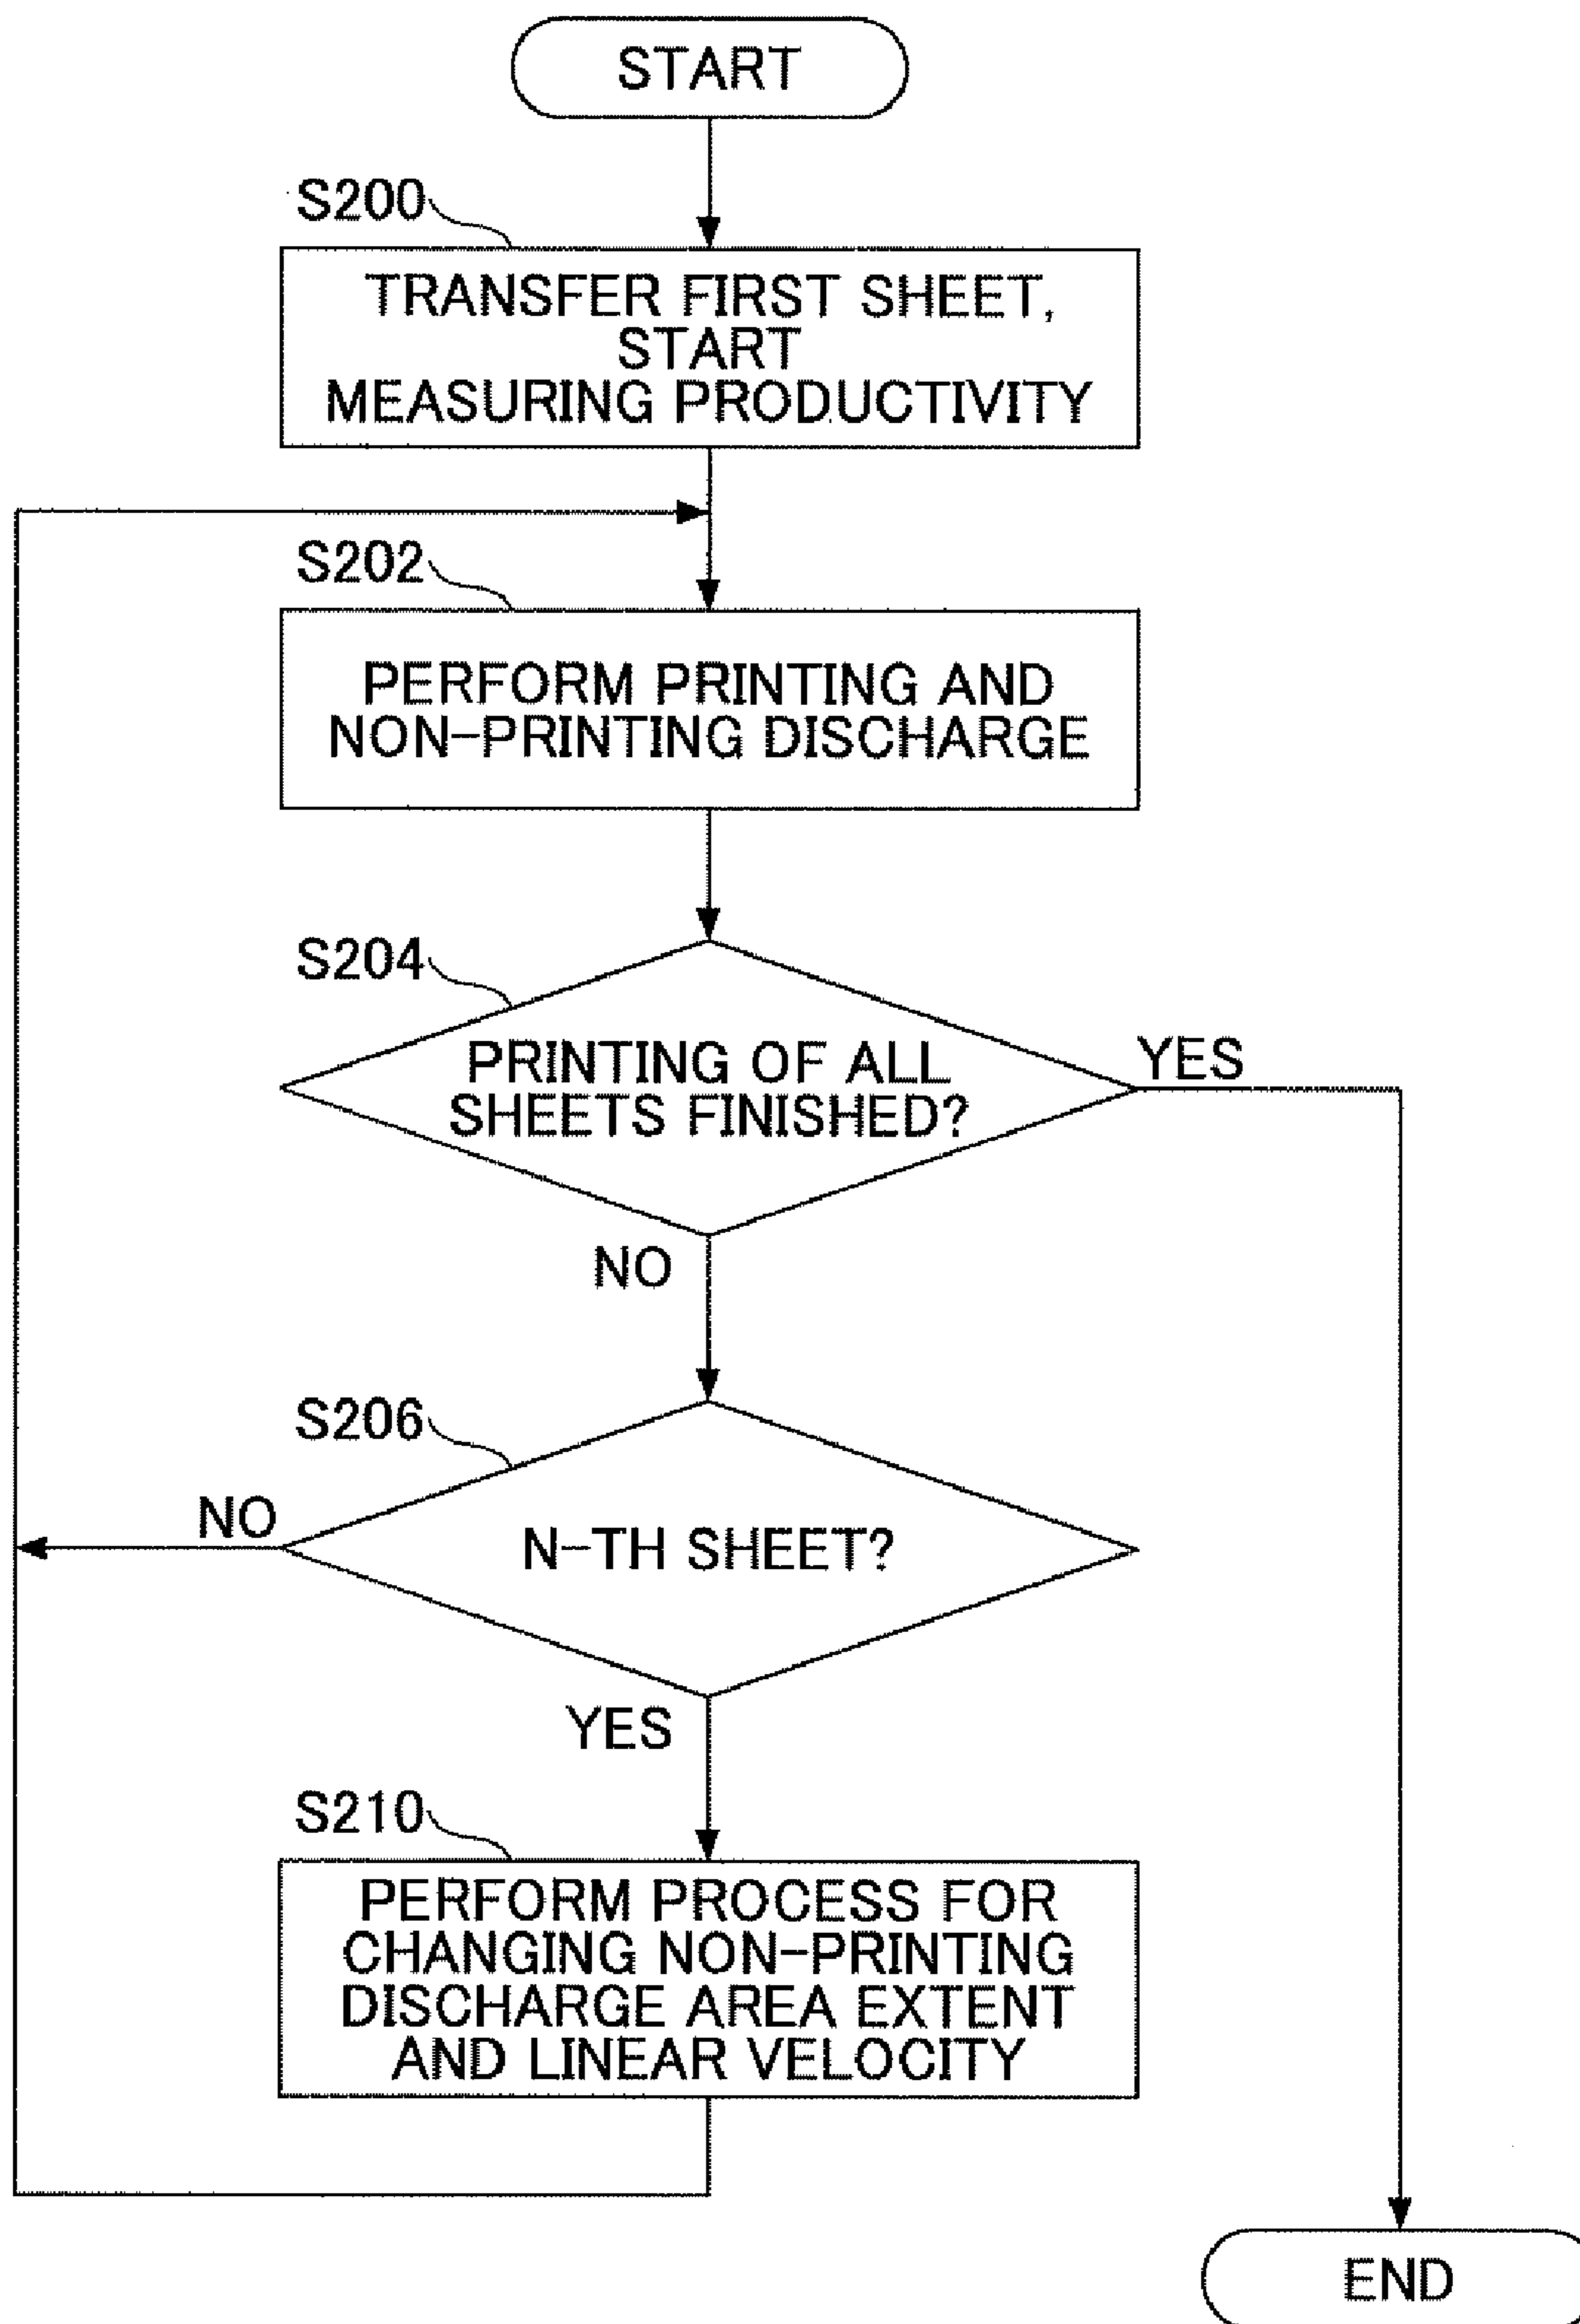 START
S200
TRANSFER FIRST SHEET,
START
MEASURING PRODUCTIVITY
S202
PERFORM PRINTING AND
NON-PRINTING DISCHARGE
S204
PRINTING OF ALL
SHEETS FINISHED?
YES
NO
S206
N-TH SHEET?
NO
YES
S210
PERFORM PROCESS FOR
CHANGING NON-PRINTING
DISCHARGE AREA EXTENT
AND LINEAR VELOCITY
END